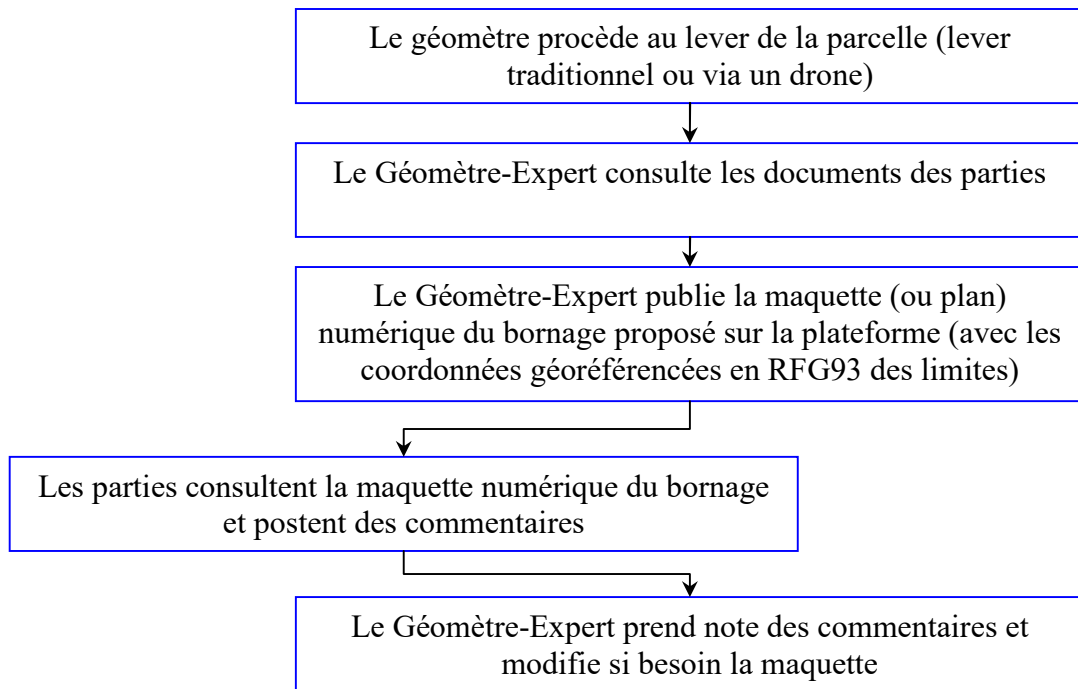 Le géomètre procède au lever de la parcelle (lever
traditionnel ou via un drone)
Le Géomètre-Expert consulte les documents des parties
Le Géomètre-Expert publie la maquette (ou plan)
numérique du bornage proposé sur la plateforme (avec les
coordonnées géoréférencées en RFG93 des limites)
Les parties consultent la maquette numérique du bornage
et postent des commentaires
Le Géomètre-Expert prend note des commentaires et
modifie si besoin la maquette